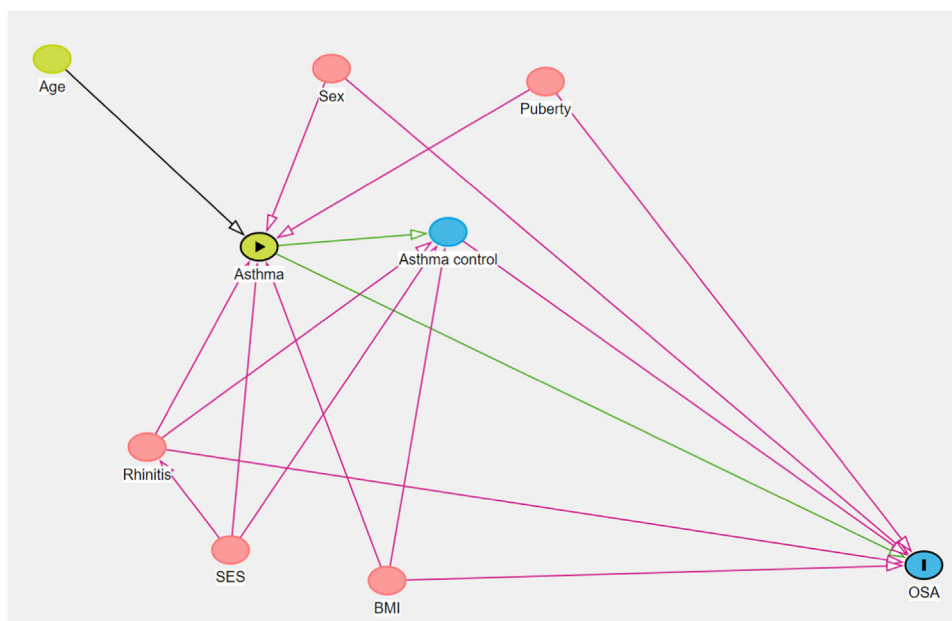 Age
Sex
Puberty
Asthma
Asthma control
Rhinitis
SES
BMI
OSA